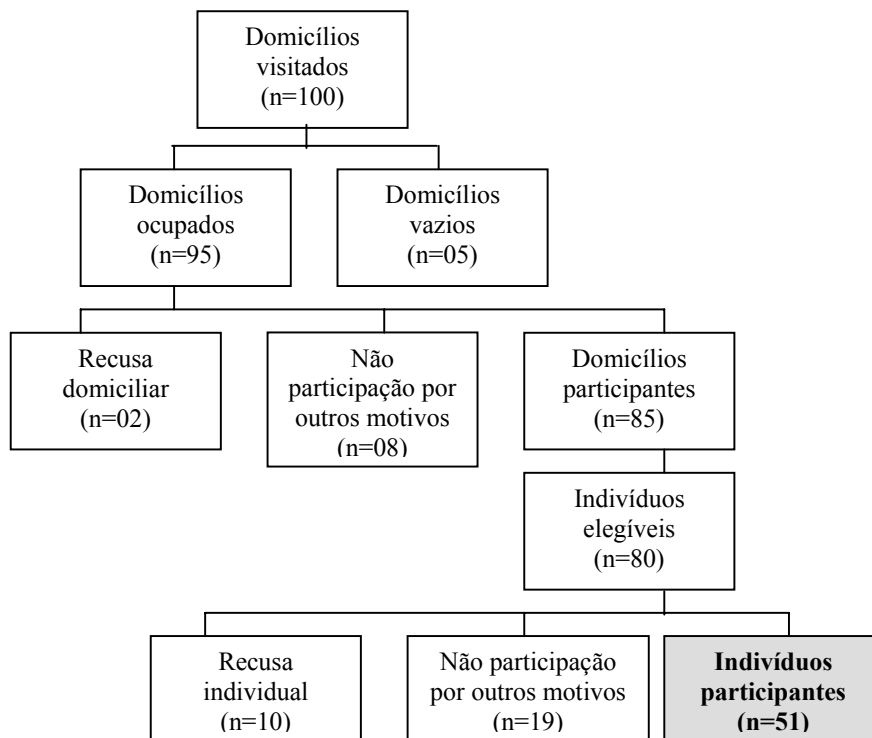 Domicílios
visitados
(n=100)
Domicílios
ocupados
(n=95)
Domicílios
vazios
(n=05)
Recusa
domiciliar
(n=02)
Não
participação por
outros motivos
(n=08)
Domicílios
participantes
(n=85)
Indivíduos
elegíveis
(n=80)
Recusa
individual
(n=10)
Não participação
por outros motivos
(n=19)
Indivíduos
participantes
(n=51)